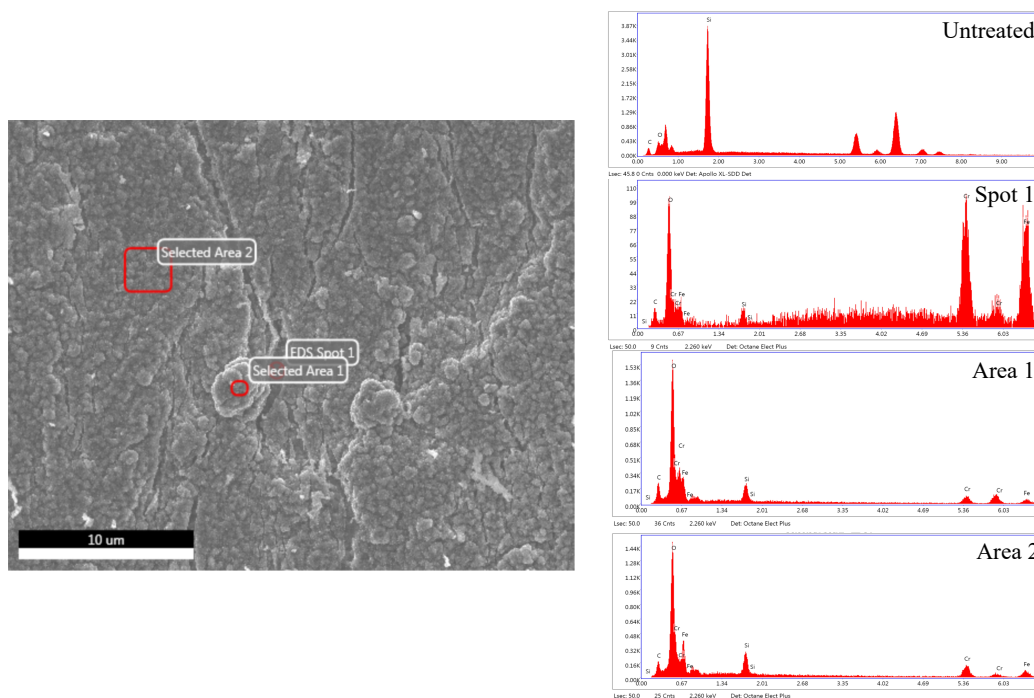 Selected Area 2
EDS Spot 1
Selected Area 1
10 um
Untreated
3.87K
3.44K
3.01K
2.58K
2.15K
1.72K
1.29K
0.86K
0.43K
0.00K
Si
C
O
0.00 1.00 2.00 3.00 4.00 5.00 6.00 7.00 8.00 9.00
Lsec: 45.8 0 Cnts 0.000 keV Det: Apollo XL-SDD Det
Spot 1
110
99
88
77
66
55
44
33
22
11
0
Si
C
O
Cr Fe
Cr
Fe
Si
Si
Cr
Cr
Fe
0.00 0.67 1.34 2.01 2.68 3.35 4.02 4.69 5.36 6.03
Lsec: 50.0 9 Cnts 2.260 keV Det: Octane Elect Plus
Area 1
1.53K
1.36K
1.19K
1.02K
0.85K
0.68K
0.51K
0.34K
0.17K
0.00K
Si
C
O
Cr
Cr
Fe
Fe
Si
Si
Cr
Cr
Fe
0.00 0.67 1.34 2.01 2.68 3.35 4.02 4.69 5.36 6.03
Lsec: 50.0 36 Cnts 2.260 keV Det: Octane Elect Plus
Area 2
1.44K
1.28K
1.12K
0.96K
0.80K
0.64K
0.48K
0.32K
0.16K
0.00K
Si
C
O
Cr
Fe
Cr
Fe
Si
Si
Cr
Cr
Fe
0.00 0.67 1.34 2.01 2.68 3.35 4.02 4.69 5.36 6.03
Lsec: 50.0 25 Cnts 2.260 keV Det: Octane Elect Plus